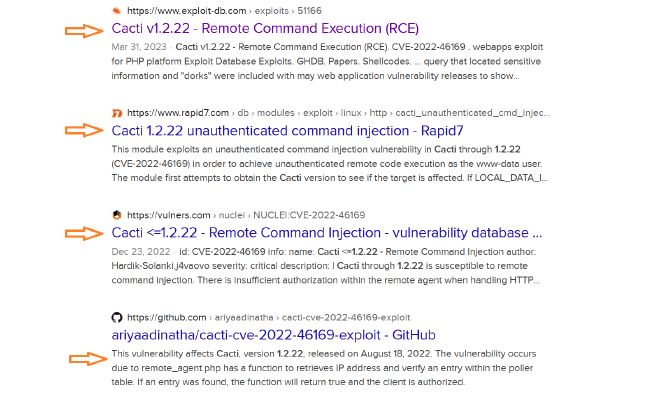 https://www.exploit-db.com › exploits › 51166
Cacti v1.2.22 - Remote Command Execution (RCE)
Mar 31, 2023 · Cacti v1.2.22 - Remote Command Execution (RCE). CVE-2022-46169 . webapps exploit
for PHP platform Exploit Database Exploits. GHDB. Papers. Shellcodes. ... query that located sensitive
information and "dorks" were included with may web application vulnerability releases to show...
https://www.rapid7.com › db › modules › exploit › linux › http › cacti_unauthenticated_cmd_injec...
Cacti 1.2.22 unauthenticated command injection - Rapid7
This module exploits an unauthenticated command injection vulnerability in Cacti through 1.2.22
(CVE-2022-46169) in order to achieve unauthenticated remote code execution as the www-data user.
The module first attempts to obtain the Cacti version to see if the target is affected. If LOCAL_DATA_I...
https://vulners.com › nuclei › NUCLEI:CVE-2022-46169
Cacti <=1.2.22 - Remote Command Injection - vulnerability database ...
Dec 23, 2022 · id: CVE-2022-46169 info: name: Cacti <=1.2.22 - Remote Command Injection author:
Hardik-Solanki,j4vaovo severity: critical description: | Cacti through 1.2.22 is susceptible to remote
command injection. There is insufficient authorization within the remote agent when handling HTTP...
https://github.com › ariyaadinatha › cacti-cve-2022-46169-exploit
ariyaadinatha/cacti-cve-2022-46169-exploit - GitHub
This vulnerability affects Cacti, version 1.2.22, released on August 18, 2022. The vulnerability occurs
due to remote_agent.php has a function to retrieves IP address and verify an entry within the poller
table. If an entry was found, the function will return true and the client is authorized.